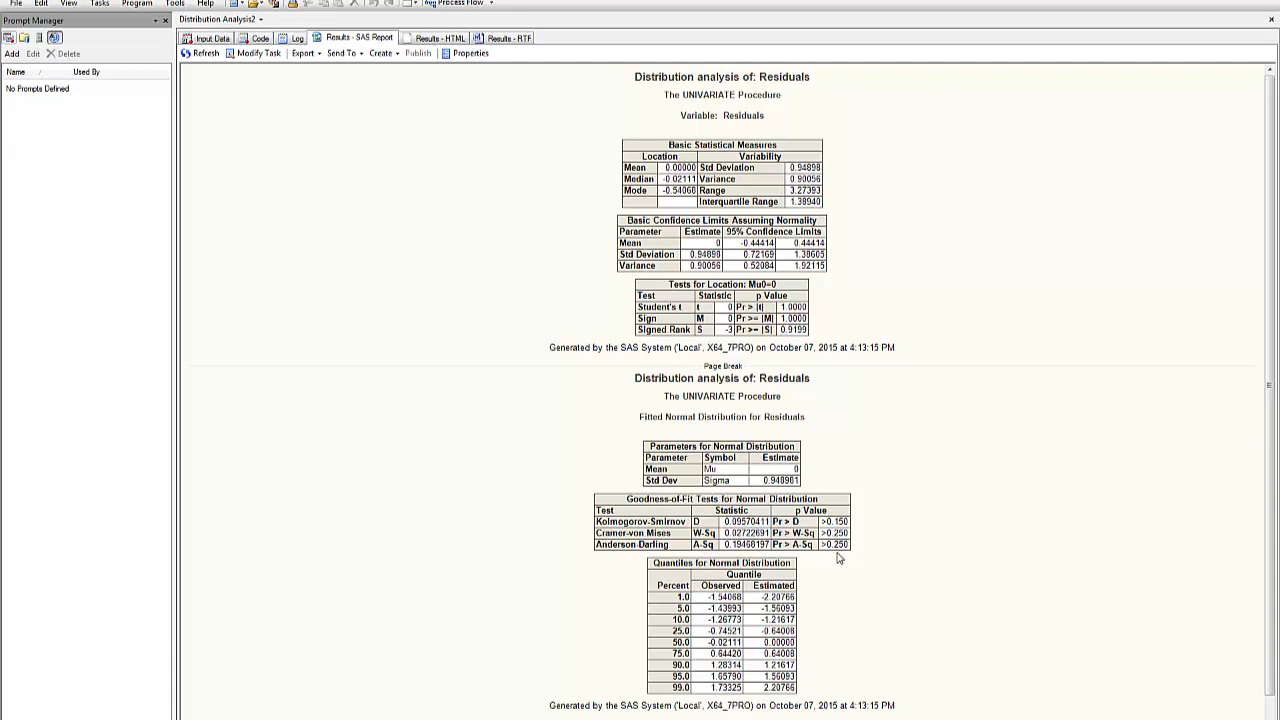 File Edit View Tasks Program Tools Help Process Flow
Prompt Manager
Distribution Analysis2
Input Data Code Log Results - SAS Report Results - HTML Results - RTF
Add Edit Delete
Refresh Modify Task Export Send To Create Publish Properties
Name Used By
No Prompts Defined
Distribution analysis of: Residuals
The UNIVARIATE Procedure
Variable: Residuals
Basic Statistical Measures
Location Variability
Mean 0.00000 Std Deviation 0.94898
Median -0.02111 Variance 0.90056
Mode -0.54068 Range 3.27393
Interquartile Range 1.38940
Basic Confidence Limits Assuming Normality
Parameter Estimate 95% Confidence Limits
Mean 0 -0.44414 0.44414
Std Deviation 0.94898 0.72169 1.38605
Variance 0.90056 0.52084 1.92115
Tests for Location: Mu0=0
Test Statistic p Value
Student's t t 0 Pr > |t| 1.0000
Sign M 0 Pr >= |M| 1.0000
Signed Rank S -3 Pr >= |S| 0.9199
Generated by the SAS System ('Local', X64_7PRO) on October 07, 2015 at 4:13:15 PM
Page Break
Distribution analysis of: Residuals
The UNIVARIATE Procedure
Fitted Normal Distribution for Residuals
Parameters for Normal Distribution
Parameter Symbol Estimate
Mean Mu 0
Std Dev Sigma 0.948981
Goodness-of-Fit Tests for Normal Distribution
Test Statistic p Value
Kolmogorov-Smirnov D 0.09570411 Pr > D >0.150
Cramer-von Mises W-Sq 0.02722691 Pr > W-Sq >0.250
Anderson-Darling A-Sq 0.19468197 Pr > A-Sq >0.250
Quantiles for Normal Distribution
Quantile
Percent Observed Estimated
1.0 -1.54068 -2.20766
5.0 -1.43993 -1.56093
10.0 -1.26773 -1.21617
25.0 -0.74521 -0.64008
50.0 -0.02111 0.00000
75.0 0.64420 0.64008
90.0 1.28314 1.21617
95.0 1.65790 1.56093
99.0 1.73325 2.20766
Generated by the SAS System ('Local', X64_7PRO) on October 07, 2015 at 4:13:15 PM